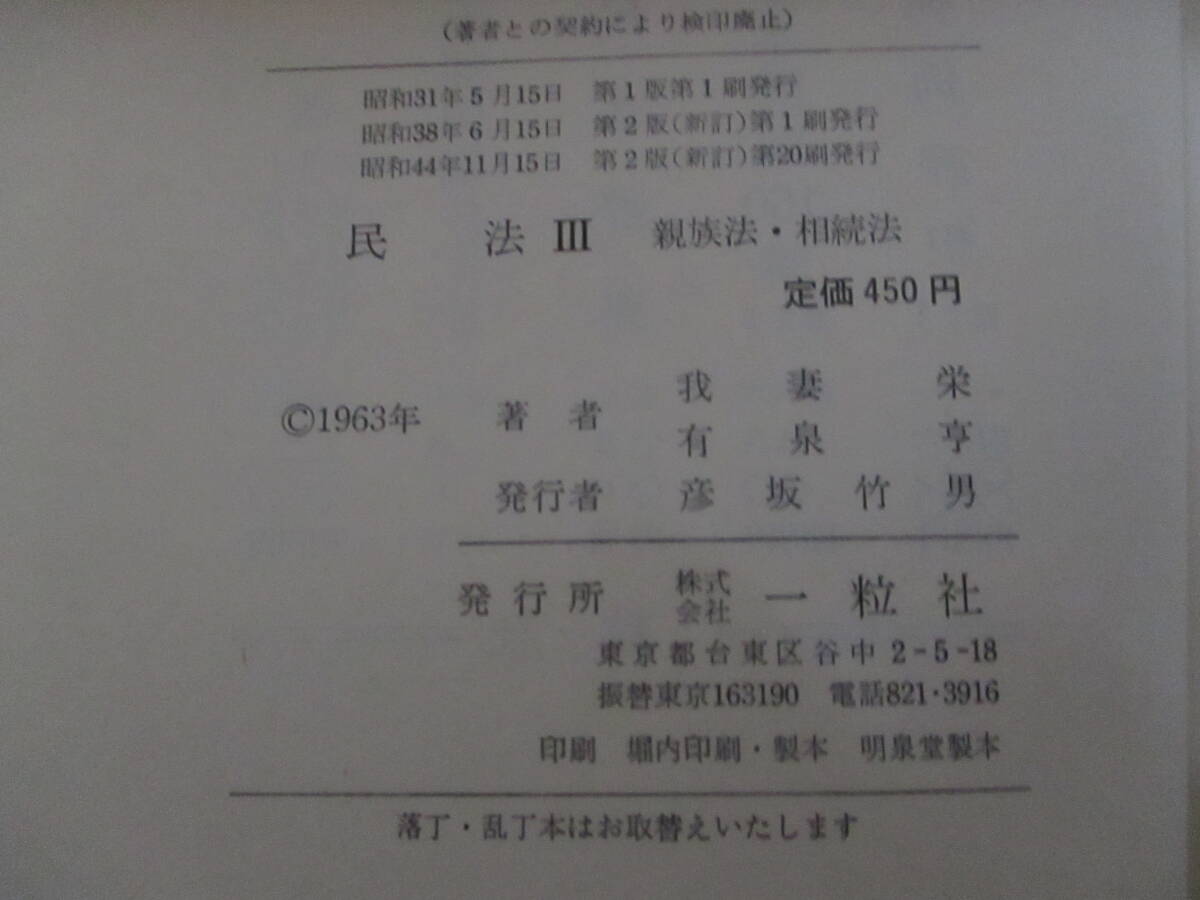 (著者との契約により検印廃止)
昭和31年5月15日 第1版第1刷発行
昭和38年6月15日 第2版(新訂)第1刷発行
昭和44年11月15日 第2版(新訂)第20刷発行
民法III 親族法・相続法
定価450円
©1963年 著者 我妻栄
有泉亨
発行者 彦坂竹男
発行所 株式会社 一粒社
東京都台東区谷中2-5-18
振替東京163190 電話821・3916
印刷 堀内印刷・製本 明泉堂製本
落丁・乱丁本はお取替えいたします